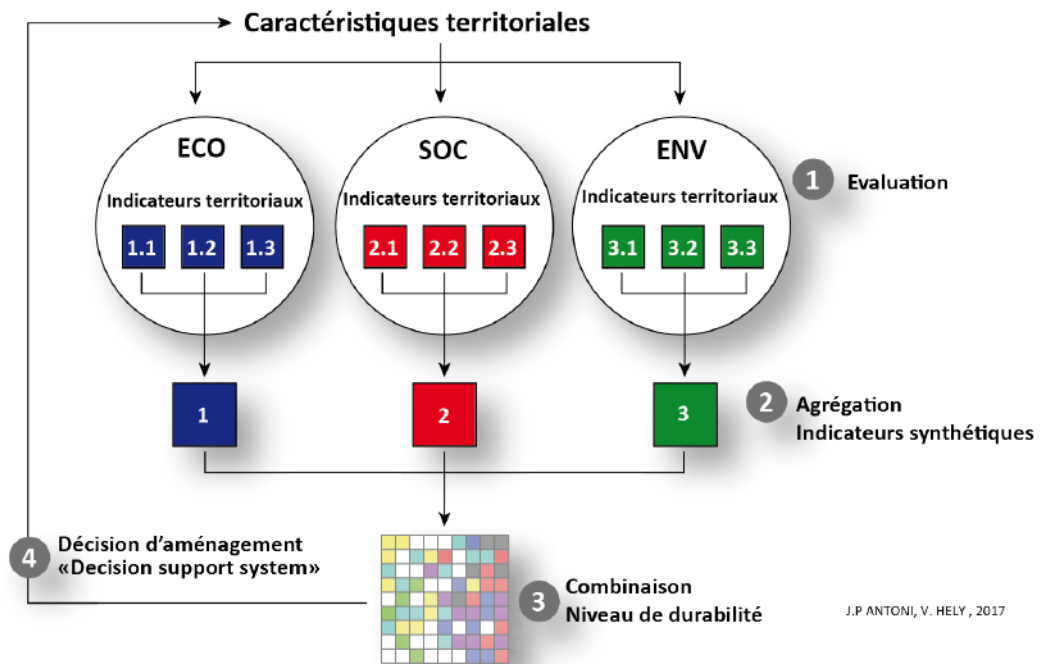 Caractéristiques territoriales
ECO
Indicateurs territoriaux
1.1 1.2 1.3
SOC
Indicateurs territoriaux
2.1 2.2 2.3
ENV
Indicateurs territoriaux
3.1 3.2 3.3
1 Evaluation
1
2
3
2 Agrégation
Indicateurs synthétiques
4 Décision d’aménagement
«Decision support system»
3 Combinaison
Niveau de durabilité
J.P ANTONI, V. HELY , 2017